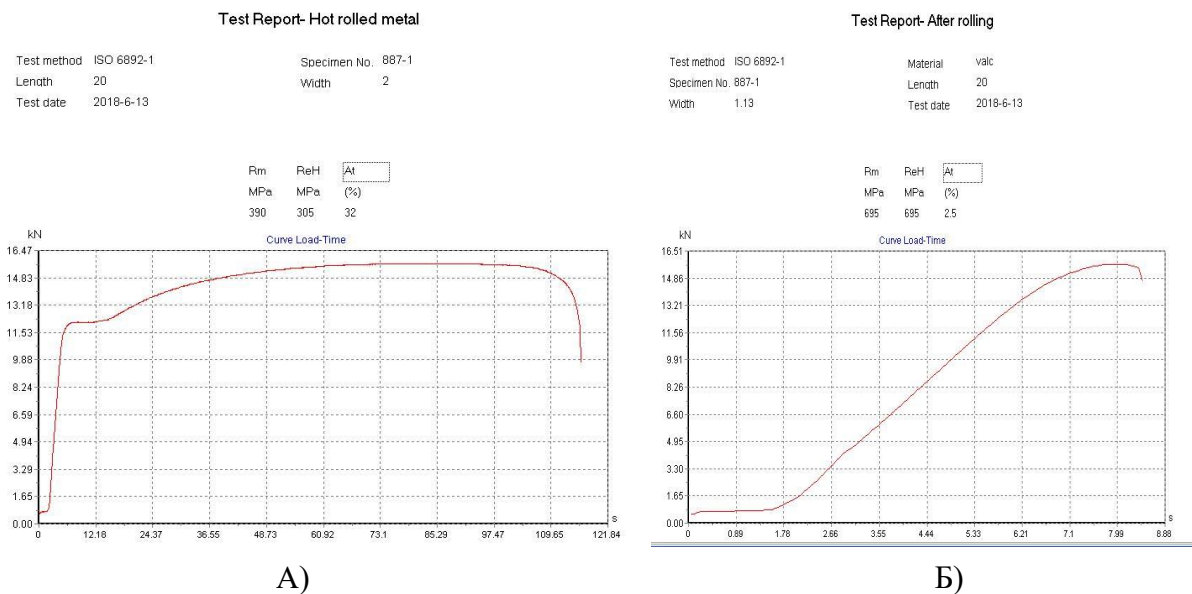 Test Report- Hot rolled metal
Test method ISO 6892-1 Specimen No. 887-1
Length 20 Width 2
Test date 2018-6-13
Rm ReH At
MPa MPa (%)
390 305 32
kN Curve Load-Time
16.47
14.83
13.18
11.53
9.88
8.24
6.59
4.94
3.29
1.65
0.00
0 12.18 24.37 36.55 48.73 60.92 73.1 85.29 97.47 109.65 121.84 s
А)
Test Report- After rolling
Test method ISO 6892-1 Material valc
Specimen No. 887-1 Length 20
Width 1.13 Test date 2018-6-13
Rm ReH At
MPa MPa (%)
695 695 2.5
kN Curve Load-Time
16.51
14.86
13.21
11.56
9.91
8.26
6.60
4.95
3.30
1.65
0.00
0 0.89 1.78 2.66 3.55 4.44 5.33 6.21 7.1 7.99 8.88 s
Б)